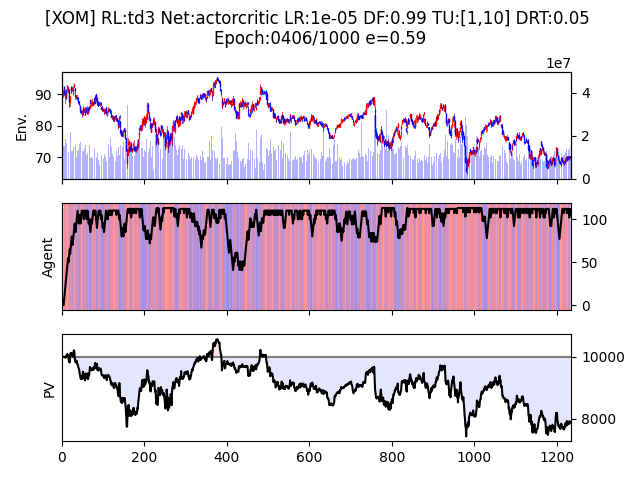 [XOM] RL:td3 Net:actorcritic LR:1e-05 DF:0.99 TU:[1,10] DRT:0.05
Epoch:0406/1000 e=0.59
1e7
Env.
90
80
70
4
2
0
Agent
100
50
0
PV
10000
8000
0 200 400 600 800 1000 1200